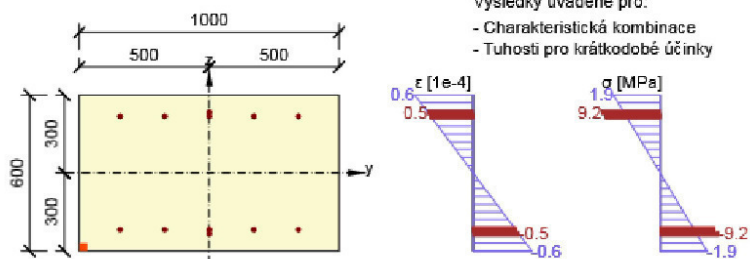 Výsledky uváděné pro:
- Charakteristická kombinace
- Tuhosti pro krátkodobé účinky
1000
500 500
z
y
600
300
300
ε [1e-4]
0.6
0.5
-0.5
-0.6
σ [MPa]
1.9
9.2
-9.2
-1.9